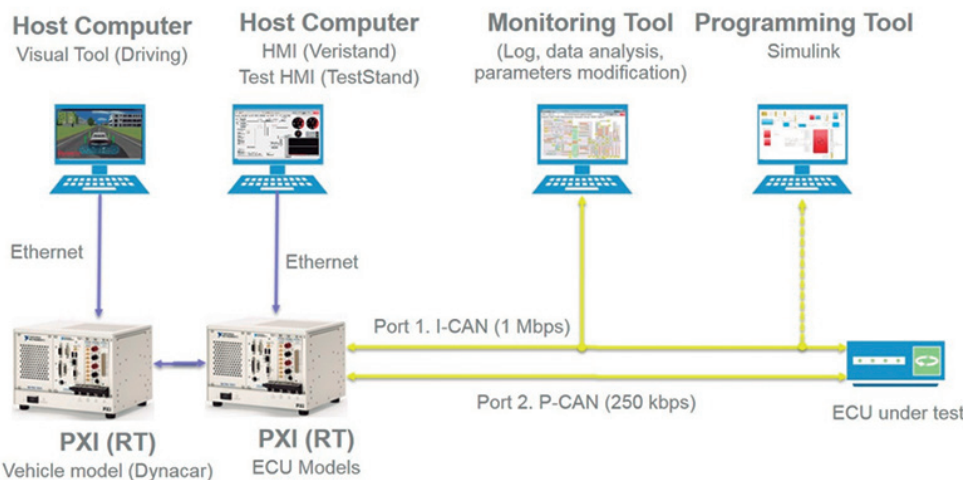 Host Computer
Visual Tool (Driving)
Host Computer
HMI (Veristand)
Test HMI (TestStand)
Monitoring Tool
(Log, data analysis,
parameters modification)
Programming Tool
Simulink
Ethernet
Ethernet
Port 1. I-CAN (1 Mbps)
Port 2. P-CAN (250 kbps)
ECU under test
PXI (RT)
Vehicle model (Dynacar)
PXI (RT)
ECU Models